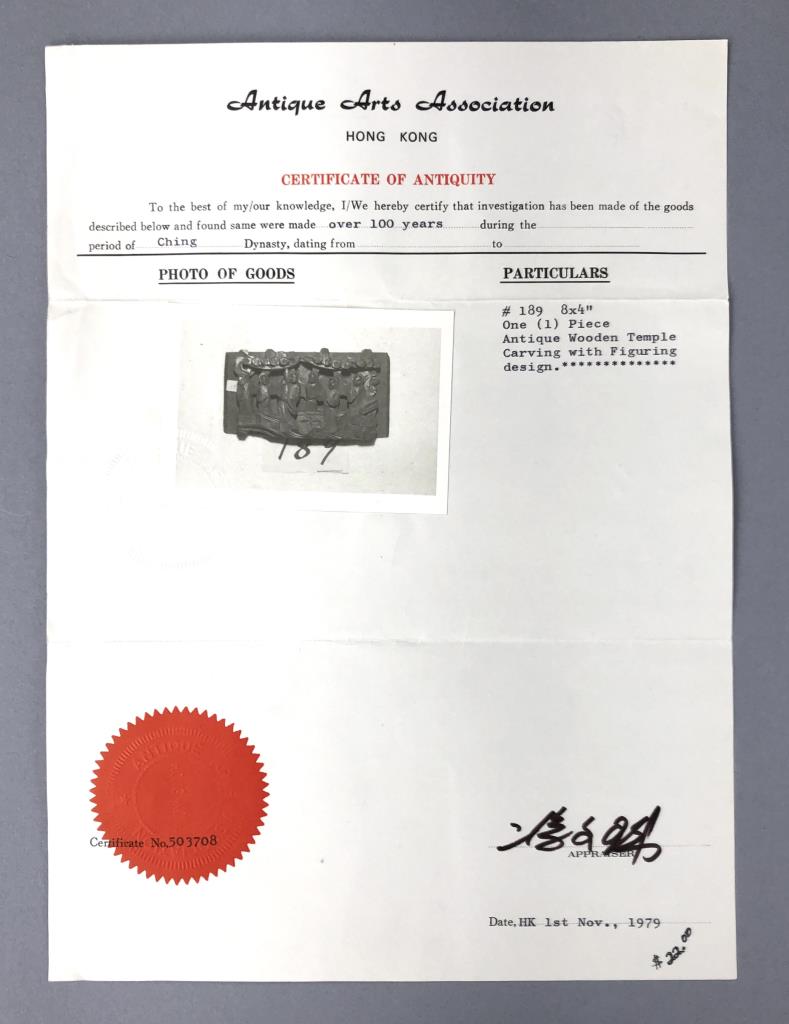 Antique Arts Association
HONG KONG
CERTIFICATE OF ANTIQUITY
To the best of my/our knowledge, I/We hereby certify that investigation has been made of the goods
described below and found same were made over 100 years during the
period of Ching Dynasty, dating from to
PHOTO OF GOODS
PARTICULARS
# 189 8x4"
One (1) Piece
Antique Wooden Temple
Carving with Figuring
design.**************
189
ANTIQUE
Certificate No. 503708
APPRAISER
Date, HK 1st Nov., 1979
$ 22.00